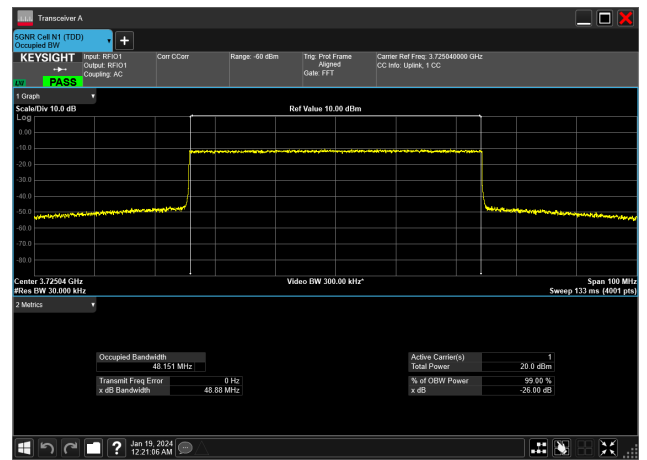 Transceiver A
5GNR Cell N1 (TDD)
Occupied BW
KEYSIGHT
PASS
Input: RFIO1
Output: RFIO1
Coupling: AC
Corr CCorr
Range: -60 dBm
Trig: Prot Frame
Aligned
Gate: FFT
Carrier Ref Freq: 3.725040000 GHz
CC Info: Uplink, 1 CC
1 Graph
Scale/Div 10.0 dB
Ref Value 10.00 dBm
Log
0.00
-10.0
-20.0
-30.0
-40.0
-50.0
-60.0
-70.0
-80.0
Center 3.72504 GHz
Video BW 300.00 kHz*
Span 100 MHz
#Res BW 30.000 kHz
Sweep 133 ms (4001 pts)
2 Metrics
Occupied Bandwidth
48.151 MHz
Active Carrier(s) 1
Total Power 20.0 dBm
Transmit Freq Error 0 Hz
x dB Bandwidth 48.88 MHz
% of OBW Power 99.00 %
x dB -26.00 dB
?
Jan 19, 2024
12:21:06 AM